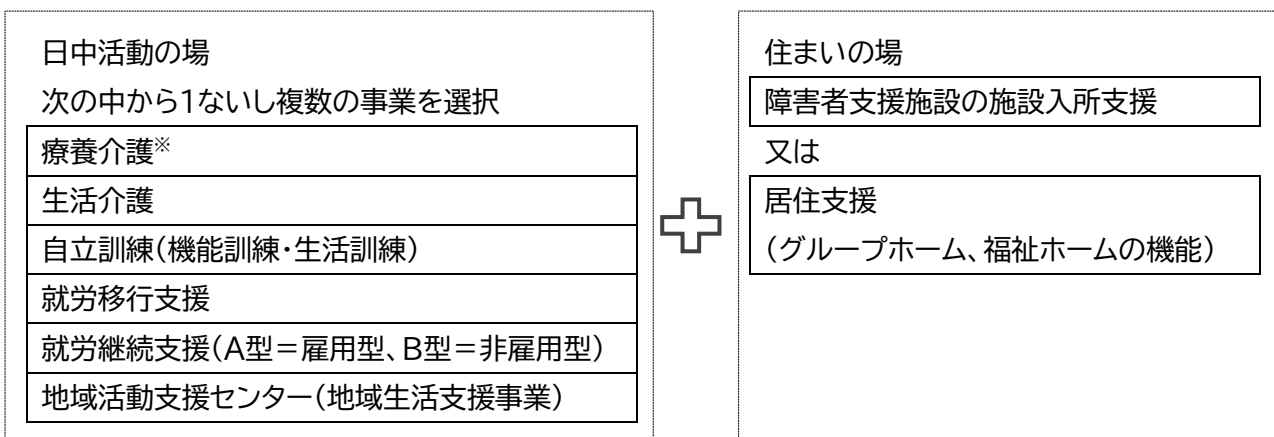 日中活動の場
次の中から1ないし複数の事業を選択
療養介護※
生活介護
自立訓練(機能訓練・生活訓練)
就労移行支援
就労継続支援(A型=雇用型、B型=非雇用型)
地域活動支援センター(地域生活支援事業)
住まいの場
障害者支援施設の施設入所支援
又は
居住支援
(グループホーム、福祉ホームの機能)